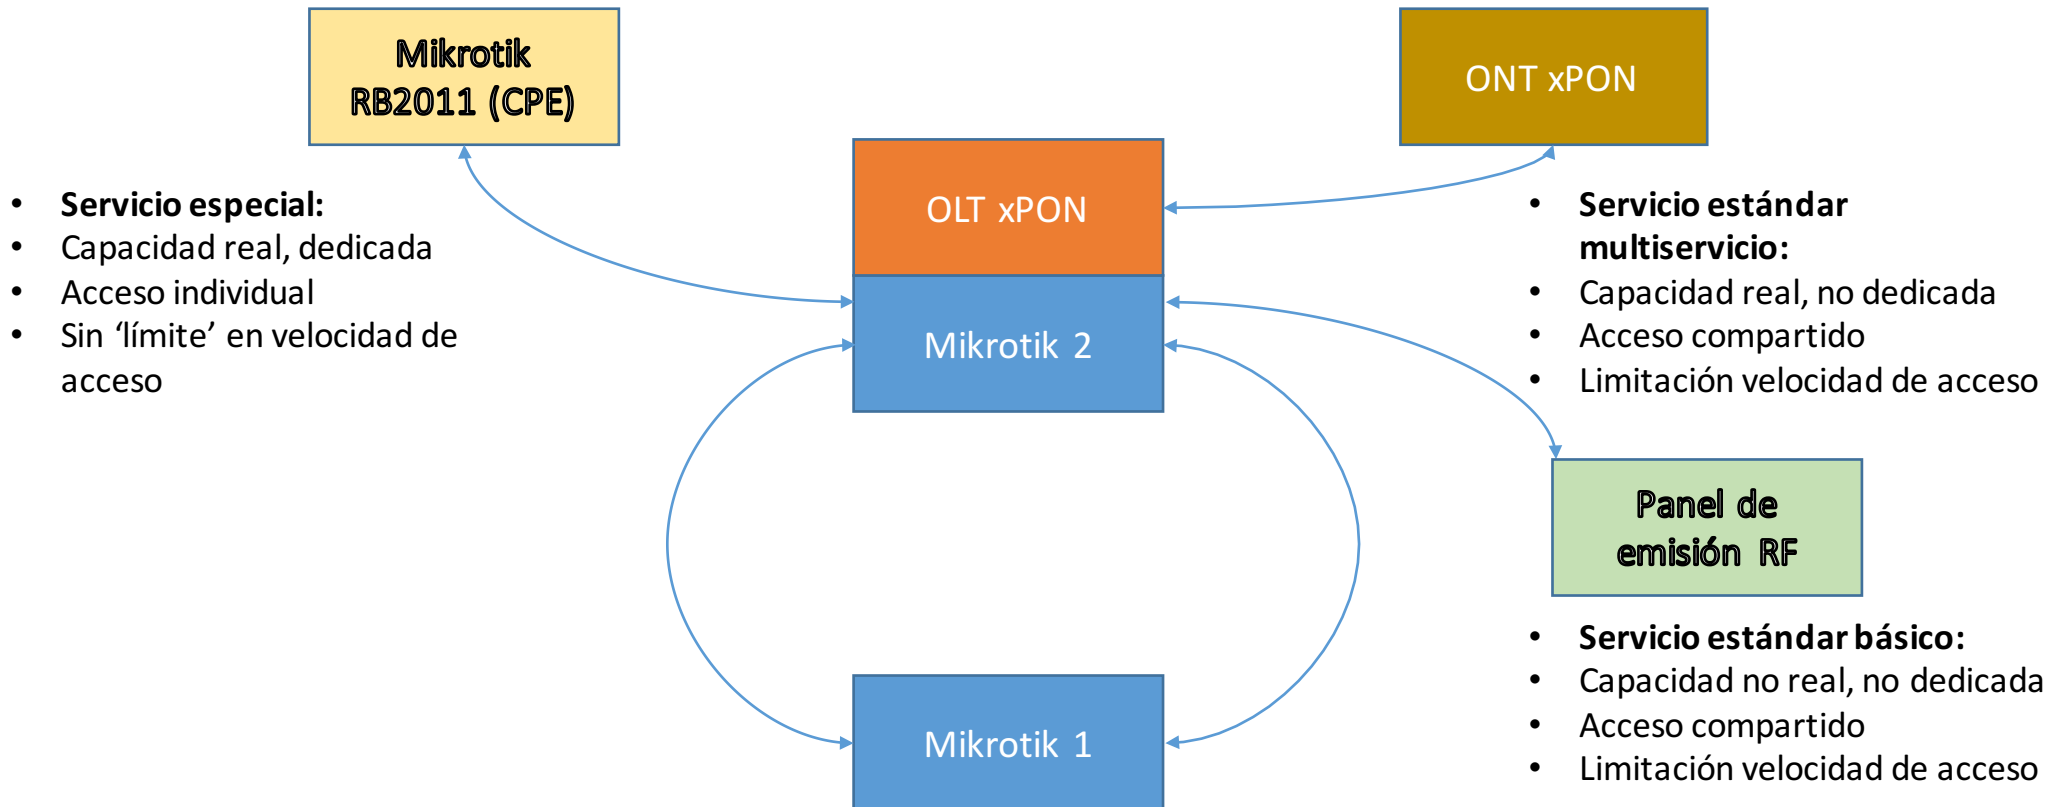 Mikrotik
RB2011 (CPE)
ONT xPON
OLT xPON
• Servicio especial:
• Capacidad real, dedicada
• Acceso individual
• Sin ‘límite’ en velocidad de
acceso
• Servicio estándar
multiservicio:
• Capacidad real, no dedicada
• Acceso compartido
• Limitación velocidad de acceso
Mikrotik 2
Panel de
emisión RF
• Servicio estándar básico:
• Capacidad no real, no dedicada
• Acceso compartido
• Limitación velocidad de acceso
Mikrotik 1